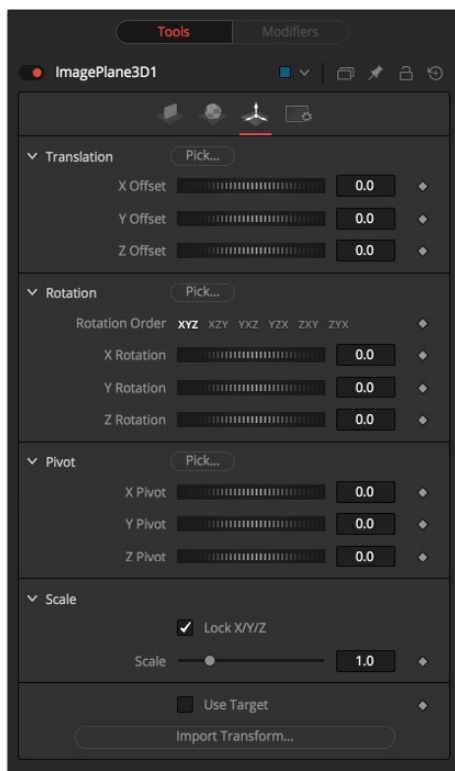 Tools Modifiers
ImagePlane3D1
Translation Pick...
X Offset 0.0
Y Offset 0.0
Z Offset 0.0
Rotation Pick...
Rotation Order XYZ XZY YXZ YZX ZXY ZYX
X Rotation 0.0
Y Rotation 0.0
Z Rotation 0.0
Pivot Pick...
X Pivot 0.0
Y Pivot 0.0
Z Pivot 0.0
Scale
Lock X/Y/Z
Scale 1.0
Use Target
Import Transform...